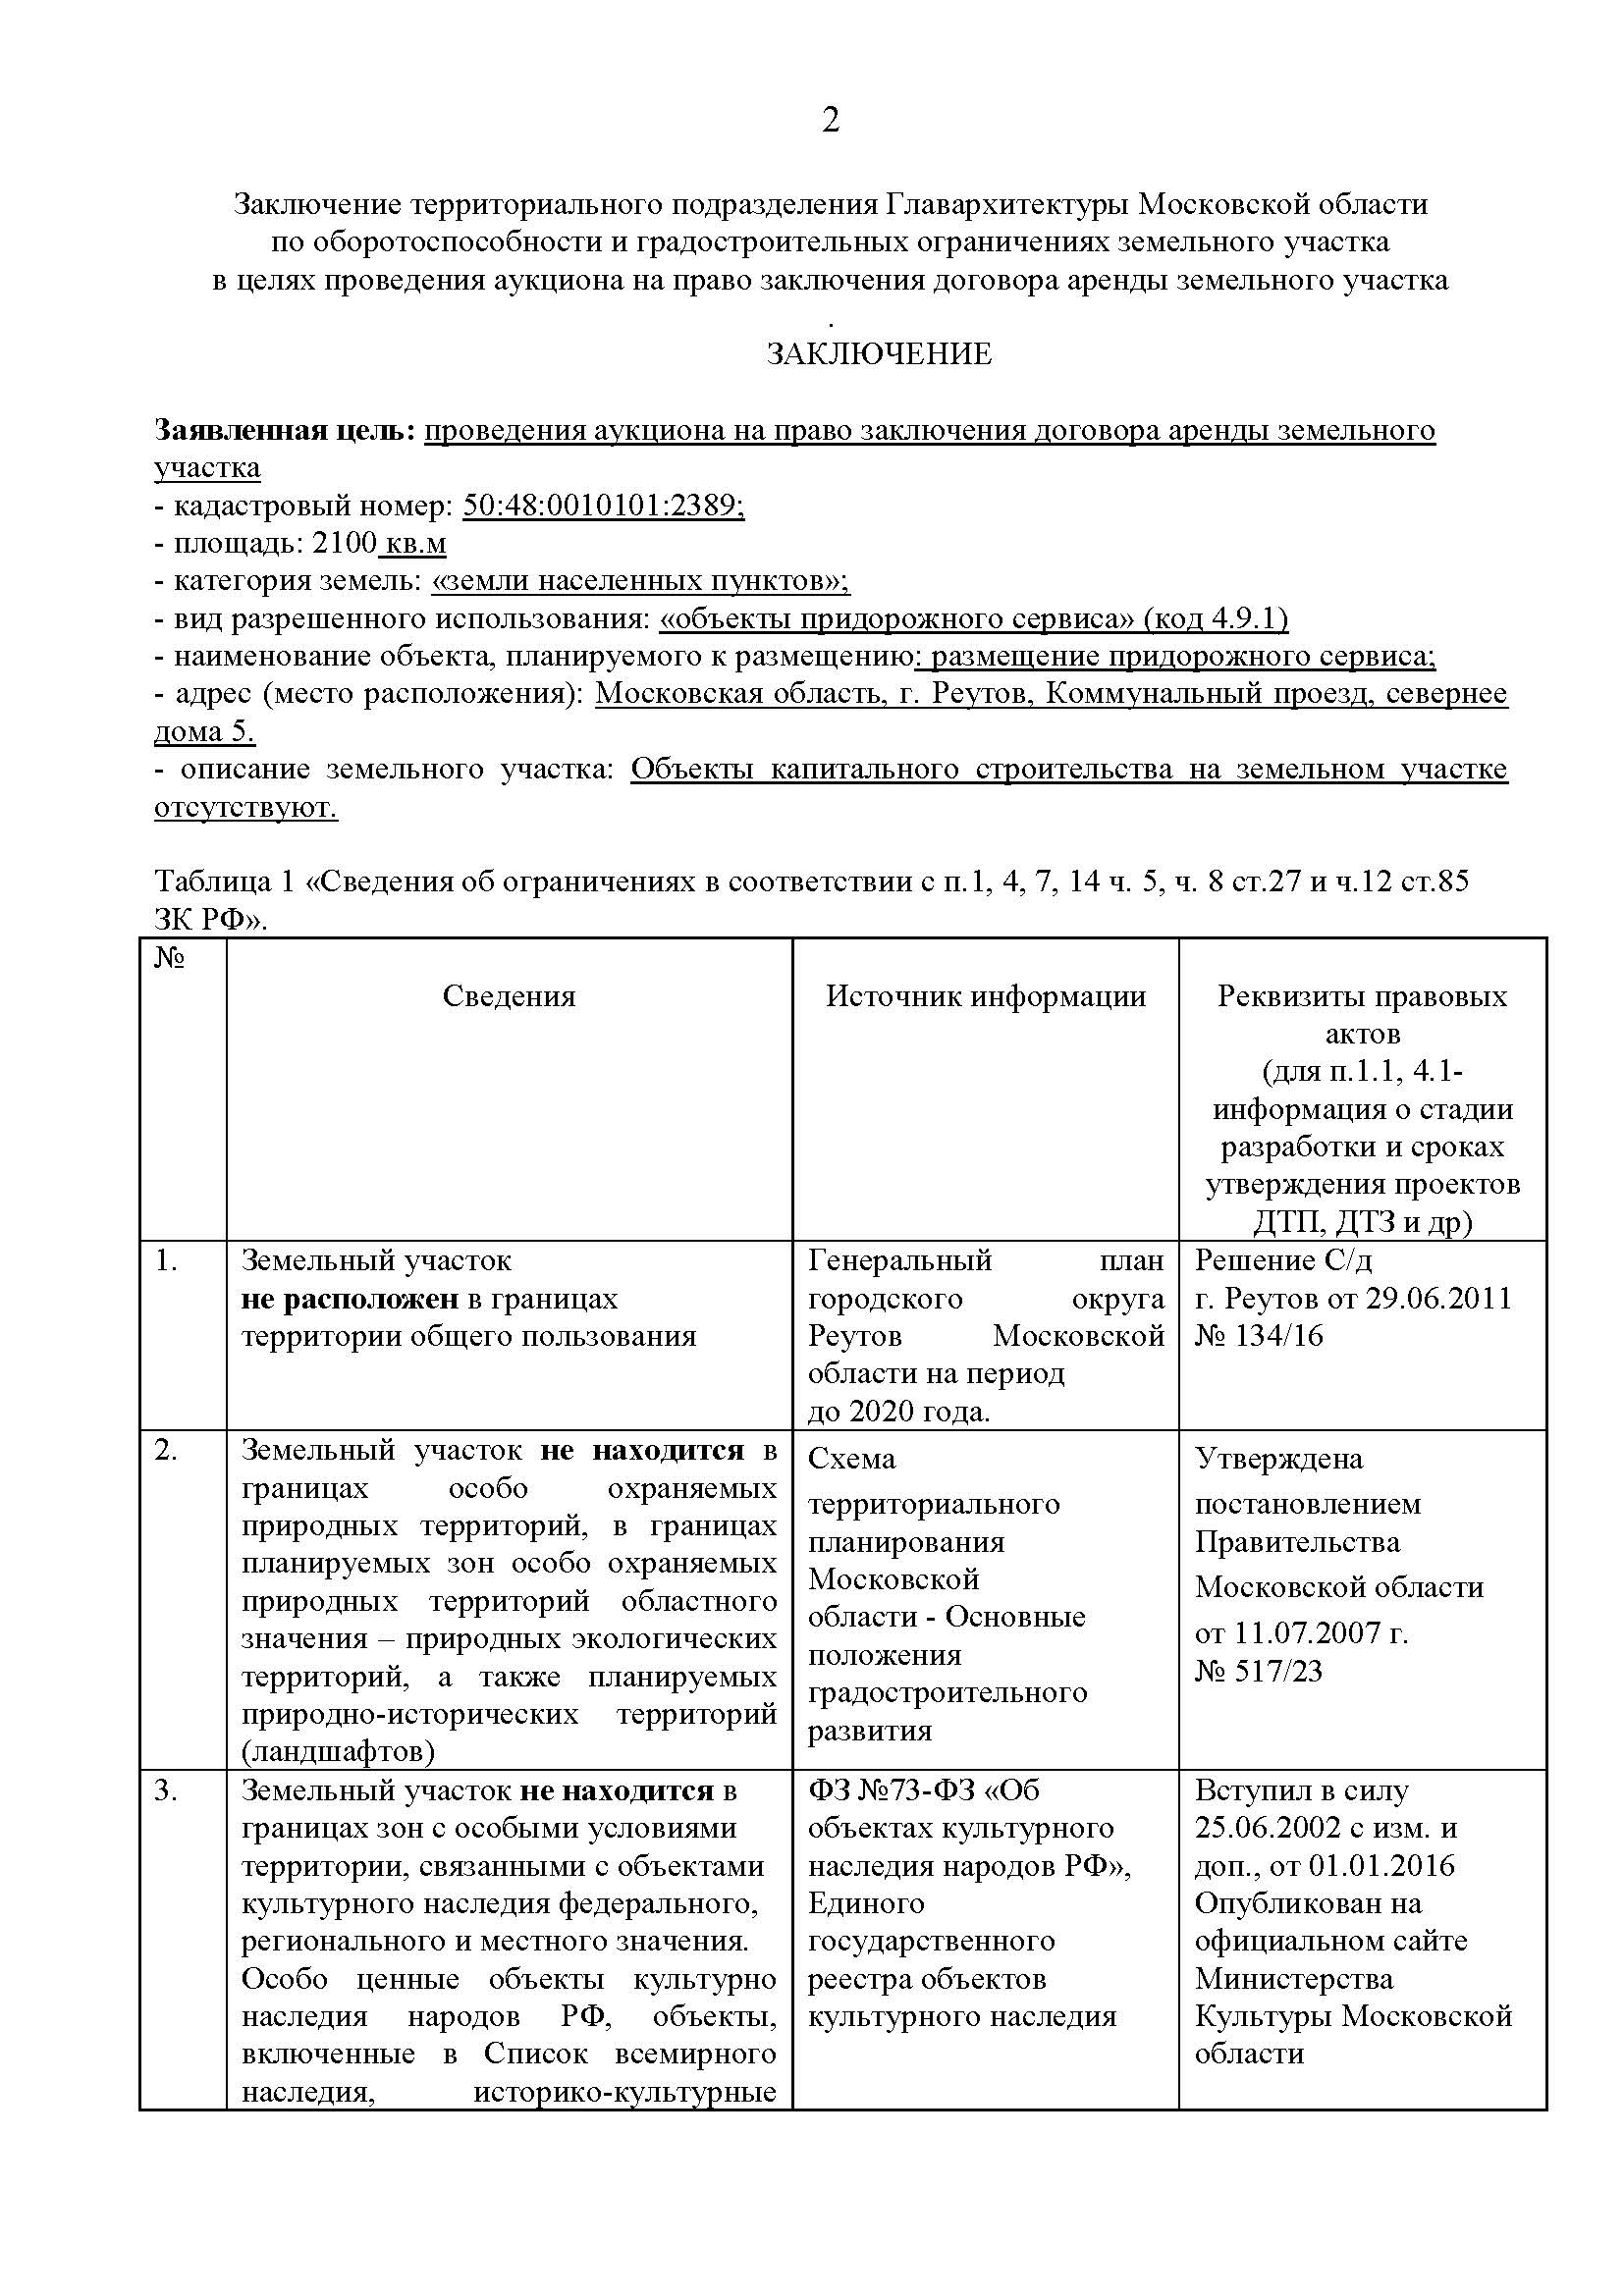 2
Заключение территориального подразделения Главархитектуры Московской области
по оборотоспособности и градостроительных ограничениях земельного участка
в целях проведения аукциона на право заключения договора аренды земельного участка
.
ЗАКЛЮЧЕНИЕ
Заявленная цель: проведения аукциона на право заключения договора аренды земельного
участка
- кадастровый номер: 50:48:0010101:2389;
- площадь: 2100 кв.м
- категория земель: «земли населенных пунктов»;
- вид разрешенного использования: «объекты придорожного сервиса» (код 4.9.1)
- наименование объекта, планируемого к размещению: размещение придорожного сервиса;
- адрес (место расположения): Московская область, г. Реутов, Коммунальный проезд, севернее
дома 5.
- описание земельного участка: Объекты капитального строительства на земельном участке
отсутствуют.
Таблица 1 «Сведения об ограничениях в соответствии с п.1, 4, 7, 14 ч. 5, ч. 8 ст.27 и ч.12 ст.85
ЗК РФ».
№
Сведения
Источник информации
Реквизиты правовых
актов
(для п.1.1, 4.1-
информация о стадии
разработки и сроках
утверждения проектов
ДТП, ДТЗ и др)
1.
Земельный участок
не расположен в границах
территории общего пользования
Генеральный план
городского округа
Реутов Московской
области на период
до 2020 года.
Решение С/д
г. Реутов от 29.06.2011
№ 134/16
2.
Земельный участок не находится в
границах особо охраняемых
природных территорий, в границах
планируемых зон особо охраняемых
природных территорий областного
значения – природных экологических
территорий, а также планируемых
природно-исторических территорий
(ландшафтов)
Схема
территориального
планирования
Московской
области - Основные
положения
градостроительного
развития
Утверждена
постановлением
Правительства
Московской области
от 11.07.2007 г.
№ 517/23
3.
Земельный участок не находится в
границах зон с особыми условиями
территории, связанными с объектами
культурного наследия федерального,
регионального и местного значения.
Особо ценные объекты культурно
наследия народов РФ, объекты,
включенные в Список всемирного
наследия, историко-культурные
ФЗ №73-ФЗ «Об
объектах культурного
наследия народов РФ»,
Единого
государственного
реестра объектов
культурного наследия
Вступил в силу
25.06.2002 с изм. и
доп., от 01.01.2016
Опубликован на
официальном сайте
Министерства
Культуры Московской
области